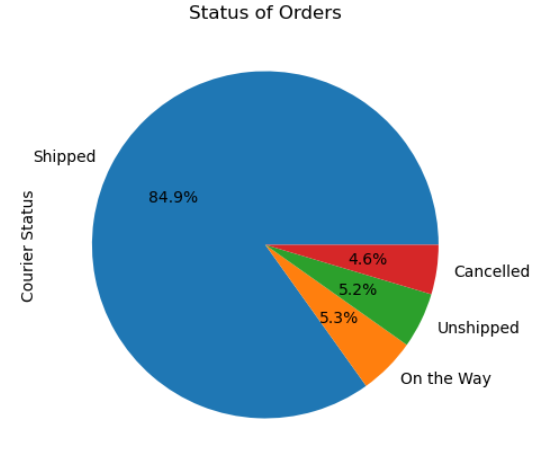 Status of Orders
Shipped
84.9%
Courier Status
4.6%
Cancelled
5.2%
Unshipped
5.3%
On the Way